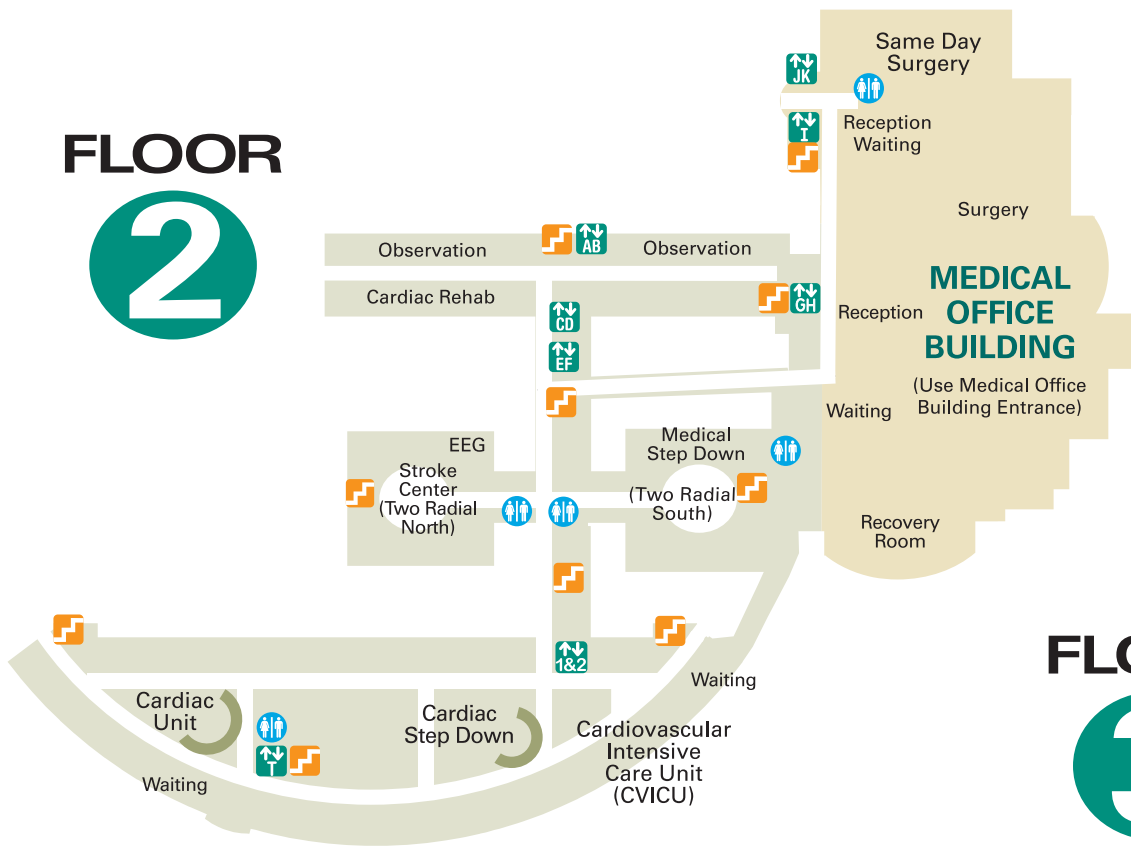 FLOOR
2
Same Day
Surgery
JK
I
Reception
Waiting
Surgery
Observation
AB
Observation
Cardiac Rehab
CD
GH
Reception
MEDICAL
OFFICE
BUILDING
(Use Medical Office
Building Entrance)
EF
Waiting
EEG
Stroke
Center
(Two Radial
North)
Medical
Step Down
(Two Radial
South)
Recovery
Room
1&2
Waiting
Cardiac
Unit
Cardiac
Step Down
Cardiovascular
Intensive
Care Unit
(CVICU)
T
Waiting
FLO